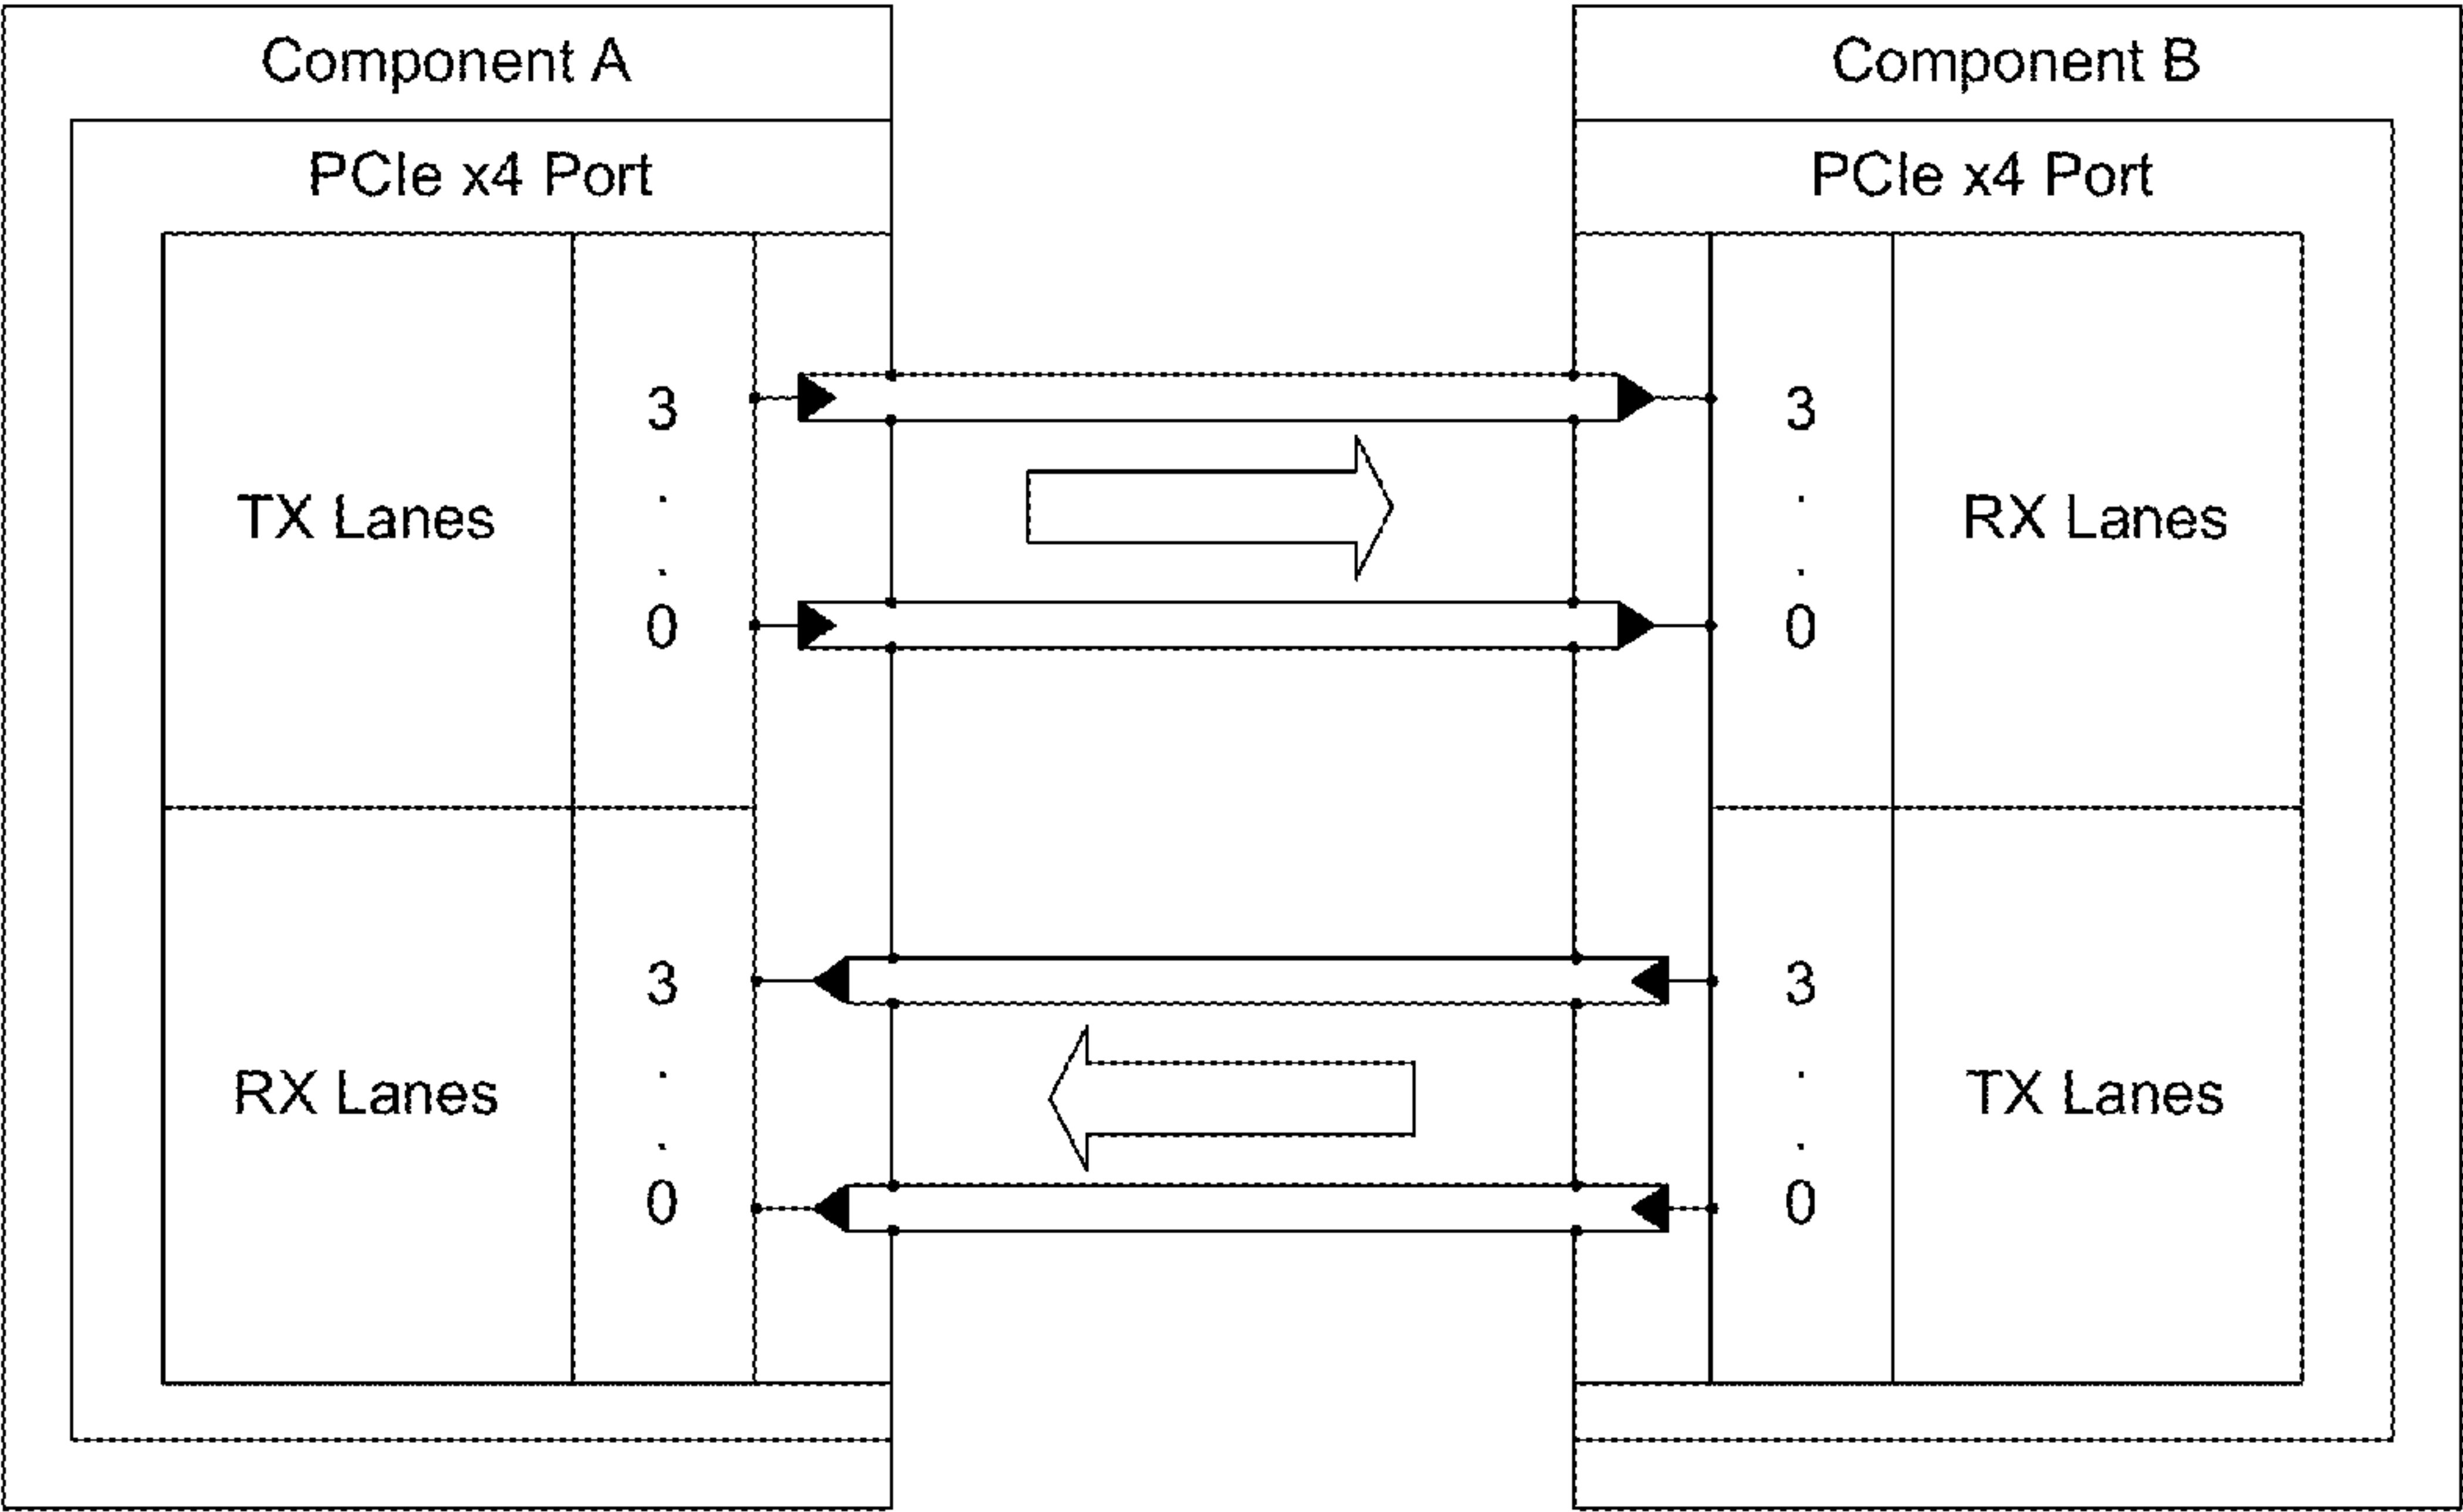 Component A
Component B
PCIe x4 Port
PCIe x4 Port
3
3
.
.
TX Lanes
RX Lanes
.
.
0
0
3
3
.
.
RX Lanes
TX Lanes
.
.
0
0